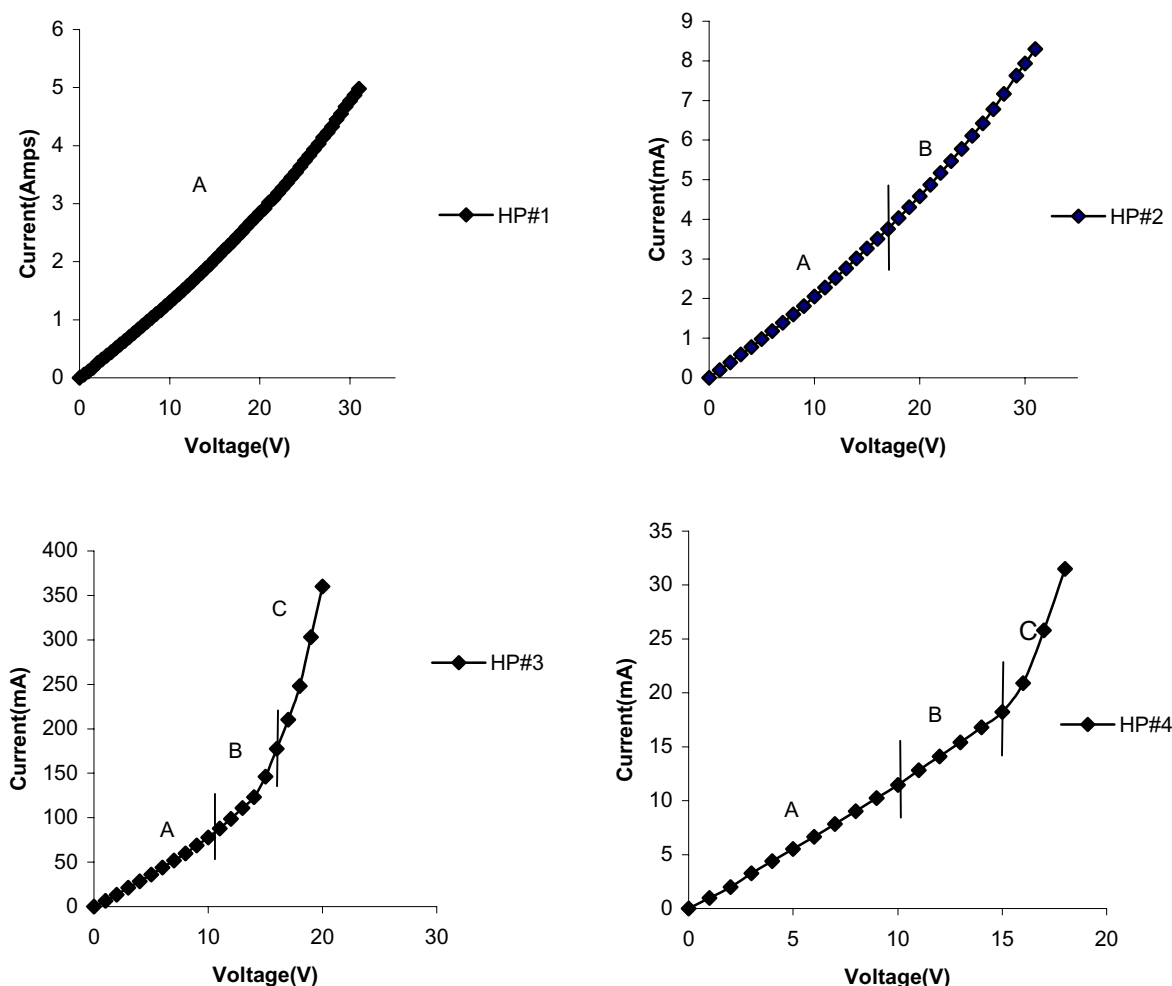 6
5
4
3
2
1
0
Current(Amps)
A
HP#1
0 10 20 30
Voltage(V)
9
8
7
6
5
4
3
2
1
0
Current(mA)
B
A
HP#2
0 10 20 30
Voltage(V)
400
350
300
250
200
150
100
50
0
Current(mA)
C
B
A
HP#3
0 10 20 30
Voltage(V)
35
30
25
20
15
10
5
0
Current(mA)
C
B
A
HP#4
0 5 10 15 20
Voltage(V)